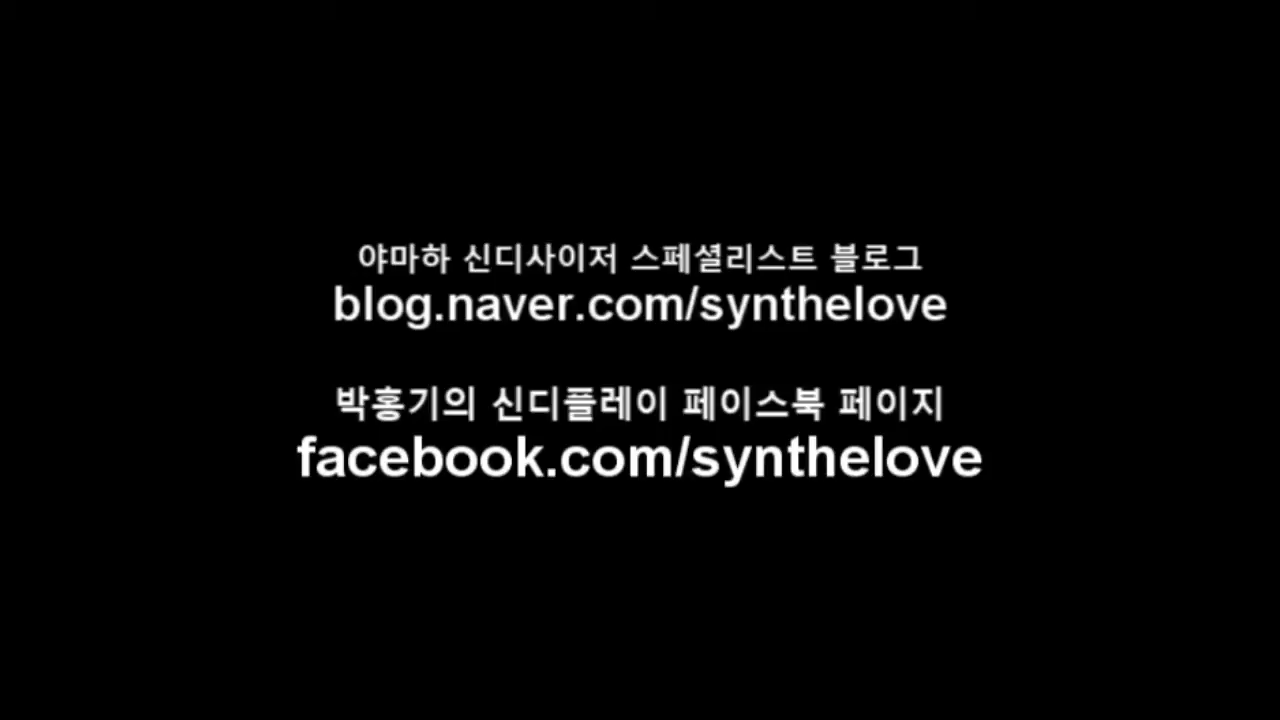 야마하 신디사이저 스페셜리스트 블로그
blog.naver.com/synthelove
박홍기의 신디플레이 페이스북 페이지
facebook.com/synthelove